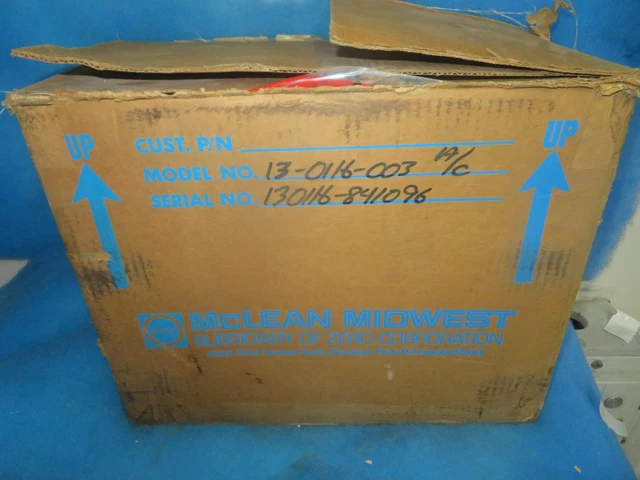 UP
UP
CUST. P/N
MODEL NO. 13-0116-003 A/C
SERIAL NO. 130116-841096
McLEAN MIDWEST
SUBSIDIARY OF ZERO CORPORATION